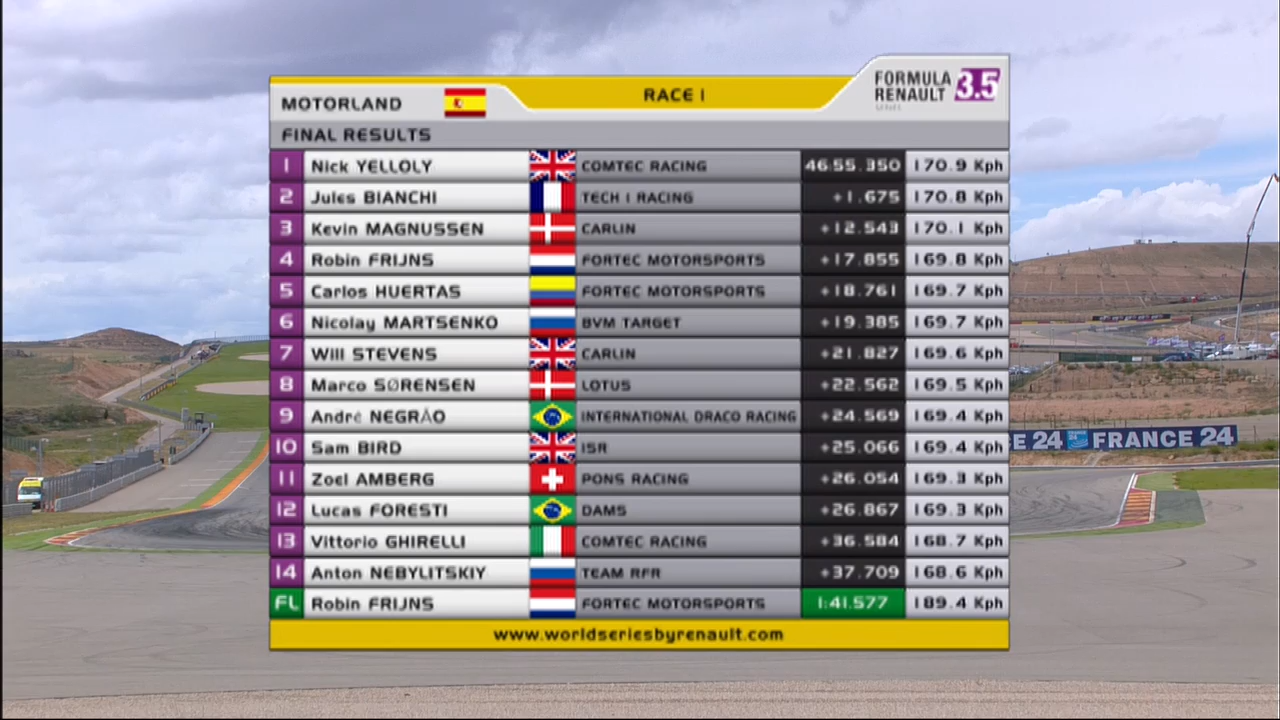 MOTORLAND
RACE 1
FORMULA RENAULT 3.5
SERIES
FINAL RESULTS
1 Nick YELLOLY COMTEC RACING 46:55.350 170.9 Kph
2 Jules BIANCHI TECH 1 RACING +1.675 170.8 Kph
3 Kevin MAGNUSSEN CARLIN +12.543 170.1 Kph
4 Robin FRIJNS FORTEC MOTORSPORTS +17.855 169.8 Kph
5 Carlos HUERTAS FORTEC MOTORSPORTS +18.761 169.7 Kph
6 Nicolay MARTSENKO BVM TARGET +19.385 169.7 Kph
7 Will STEVENS CARLIN +21.827 169.6 Kph
8 Marco SØRENSEN LOTUS +22.562 169.5 Kph
9 André NEGRÃO INTERNATIONAL DRACO RACING +24.569 169.4 Kph
10 Sam BIRD ISR +25.066 169.4 Kph
11 Zoel AMBERG PONS RACING +26.054 169.3 Kph
12 Lucas FORESTI DAMS +26.867 169.3 Kph
13 Vittorio GHIRELLI COMTEC RACING +36.584 168.7 Kph
14 Anton NEBYLITSKIY TEAM RFR +37.709 168.6 Kph
FL Robin FRIJNS FORTEC MOTORSPORTS 1:41.577 189.4 Kph
www.worldseriesbyrenault.com
E 24 FRANCE 24